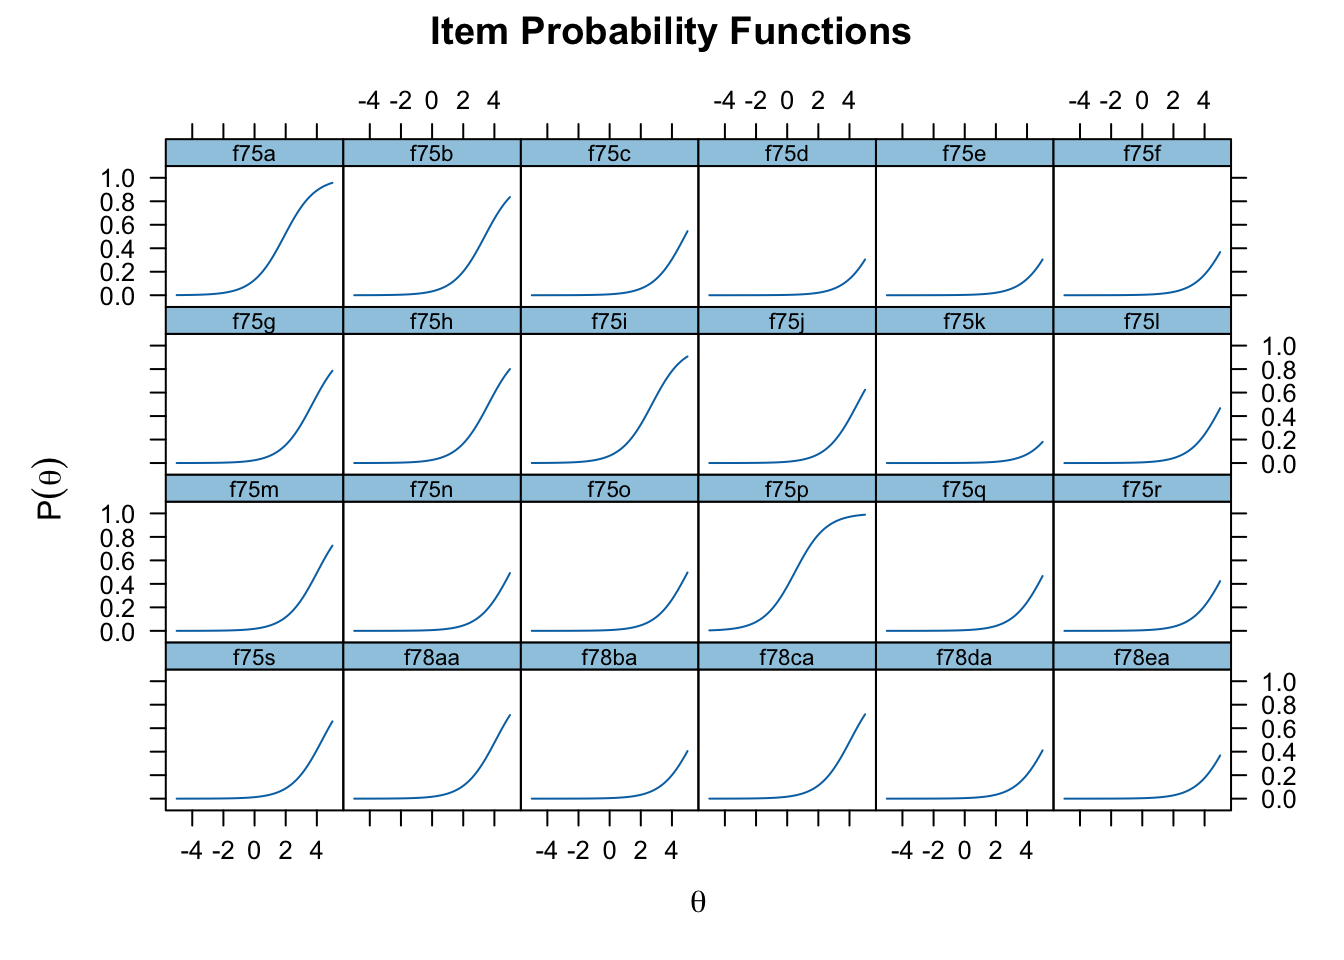 Item Probability Functions
-4 -2 0 2 4 -4 -2 0 2 4 -4 -2 0 2 4
f75a f75b f75c f75d f75e f75f
1.0
0.8
0.6
0.4
0.2
0.0
f75g f75h f75i f75j f75k f75l
1.0
0.8
0.6
0.4
0.2
0.0
P(θ)
f75m f75n f75o f75p f75q f75r
1.0
0.8
0.6
0.4
0.2
0.0
f75s f78aa f78ba f78ca f78da f78ea
1.0
0.8
0.6
0.4
0.2
0.0
-4 -2 0 2 4 -4 -2 0 2 4 -4 -2 0 2 4
θ